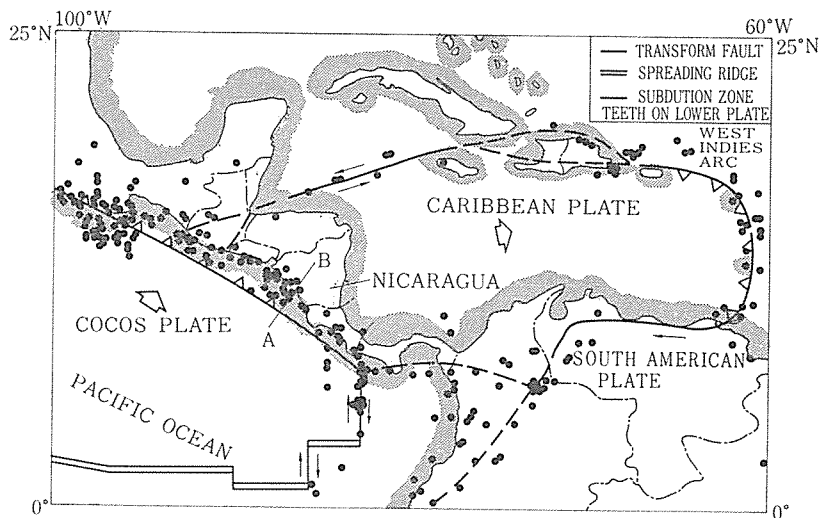 100°W
60°W
25°N
25°N
TRANSFORM FAULT
SPREADING RIDGE
SUBDUTION ZONE
TEETH ON LOWER PLATE
WEST
INDIES
ARC
CARIBBEAN PLATE
B
NICARAGUA
COCOS PLATE
A
SOUTH AMERICAN
PLATE
PACIFIC OCEAN
0°
0°